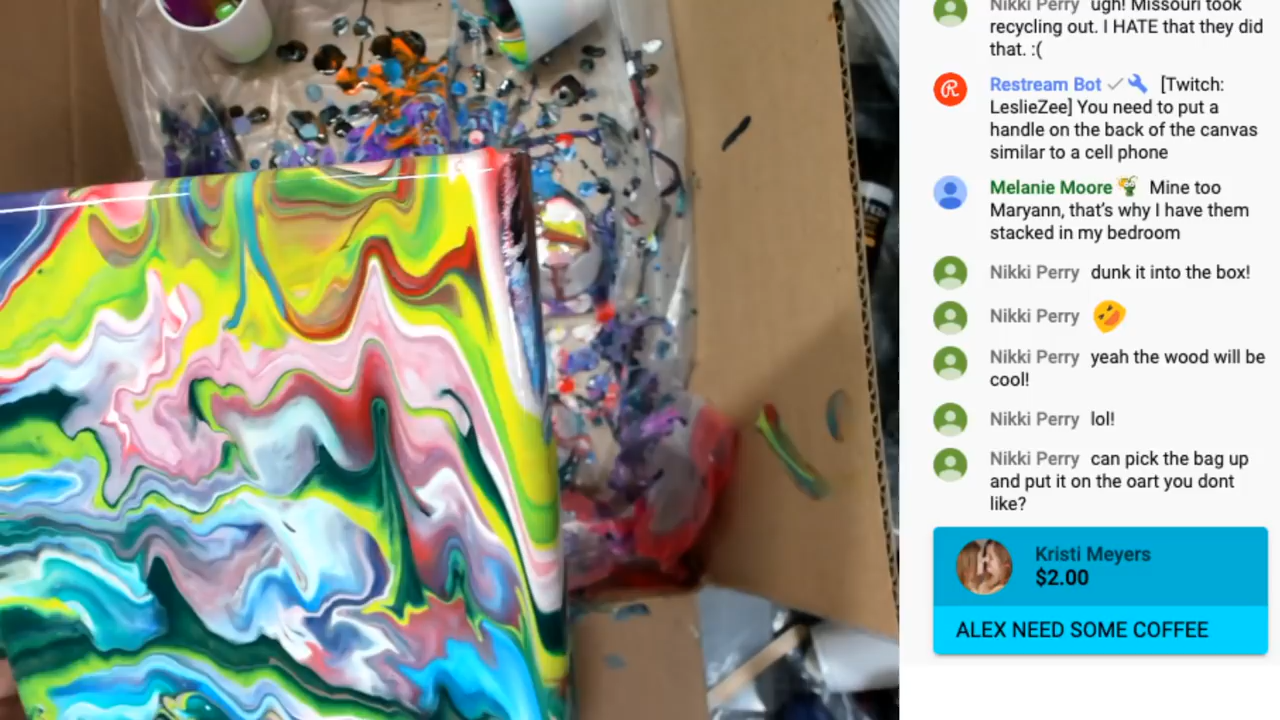 Nikki Perry ugh! Missouri took
recycling out. I HATE that they did
that. :(
Restream Bot [Twitch:
LeslieZee] You need to put a
handle on the back of the canvas
similar to a cell phone
Melanie Moore Mine too
Maryann, that's why I have them
stacked in my bedroom
Nikki Perry dunk it into the box!
Nikki Perry
Nikki Perry yeah the wood will be
cool!
Nikki Perry lol!
Nikki Perry can pick the bag up
and put it on the oart you dont
like?
Kristi Meyers
$2.00
ALEX NEED SOME COFFEE